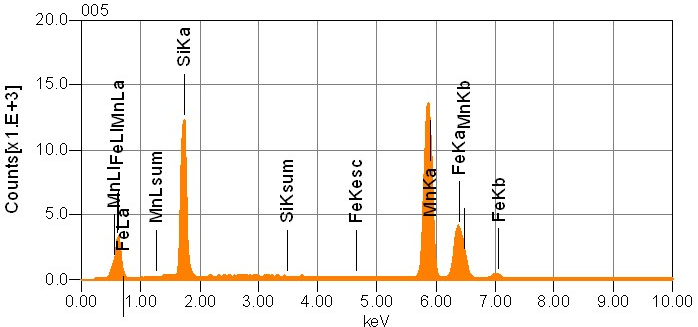 005
20.0
15.0
10.0
5.0
0.0
Counts[x1.E+3]
MnLl
FeLl
MnLa
FeLa
MnLsum
SiKa
SiKsum
FeKesc
MnKa
FeKa
MnKb
FeKb
0.00 1.00 2.00 3.00 4.00 5.00 6.00 7.00 8.00 9.00 10.00
keV